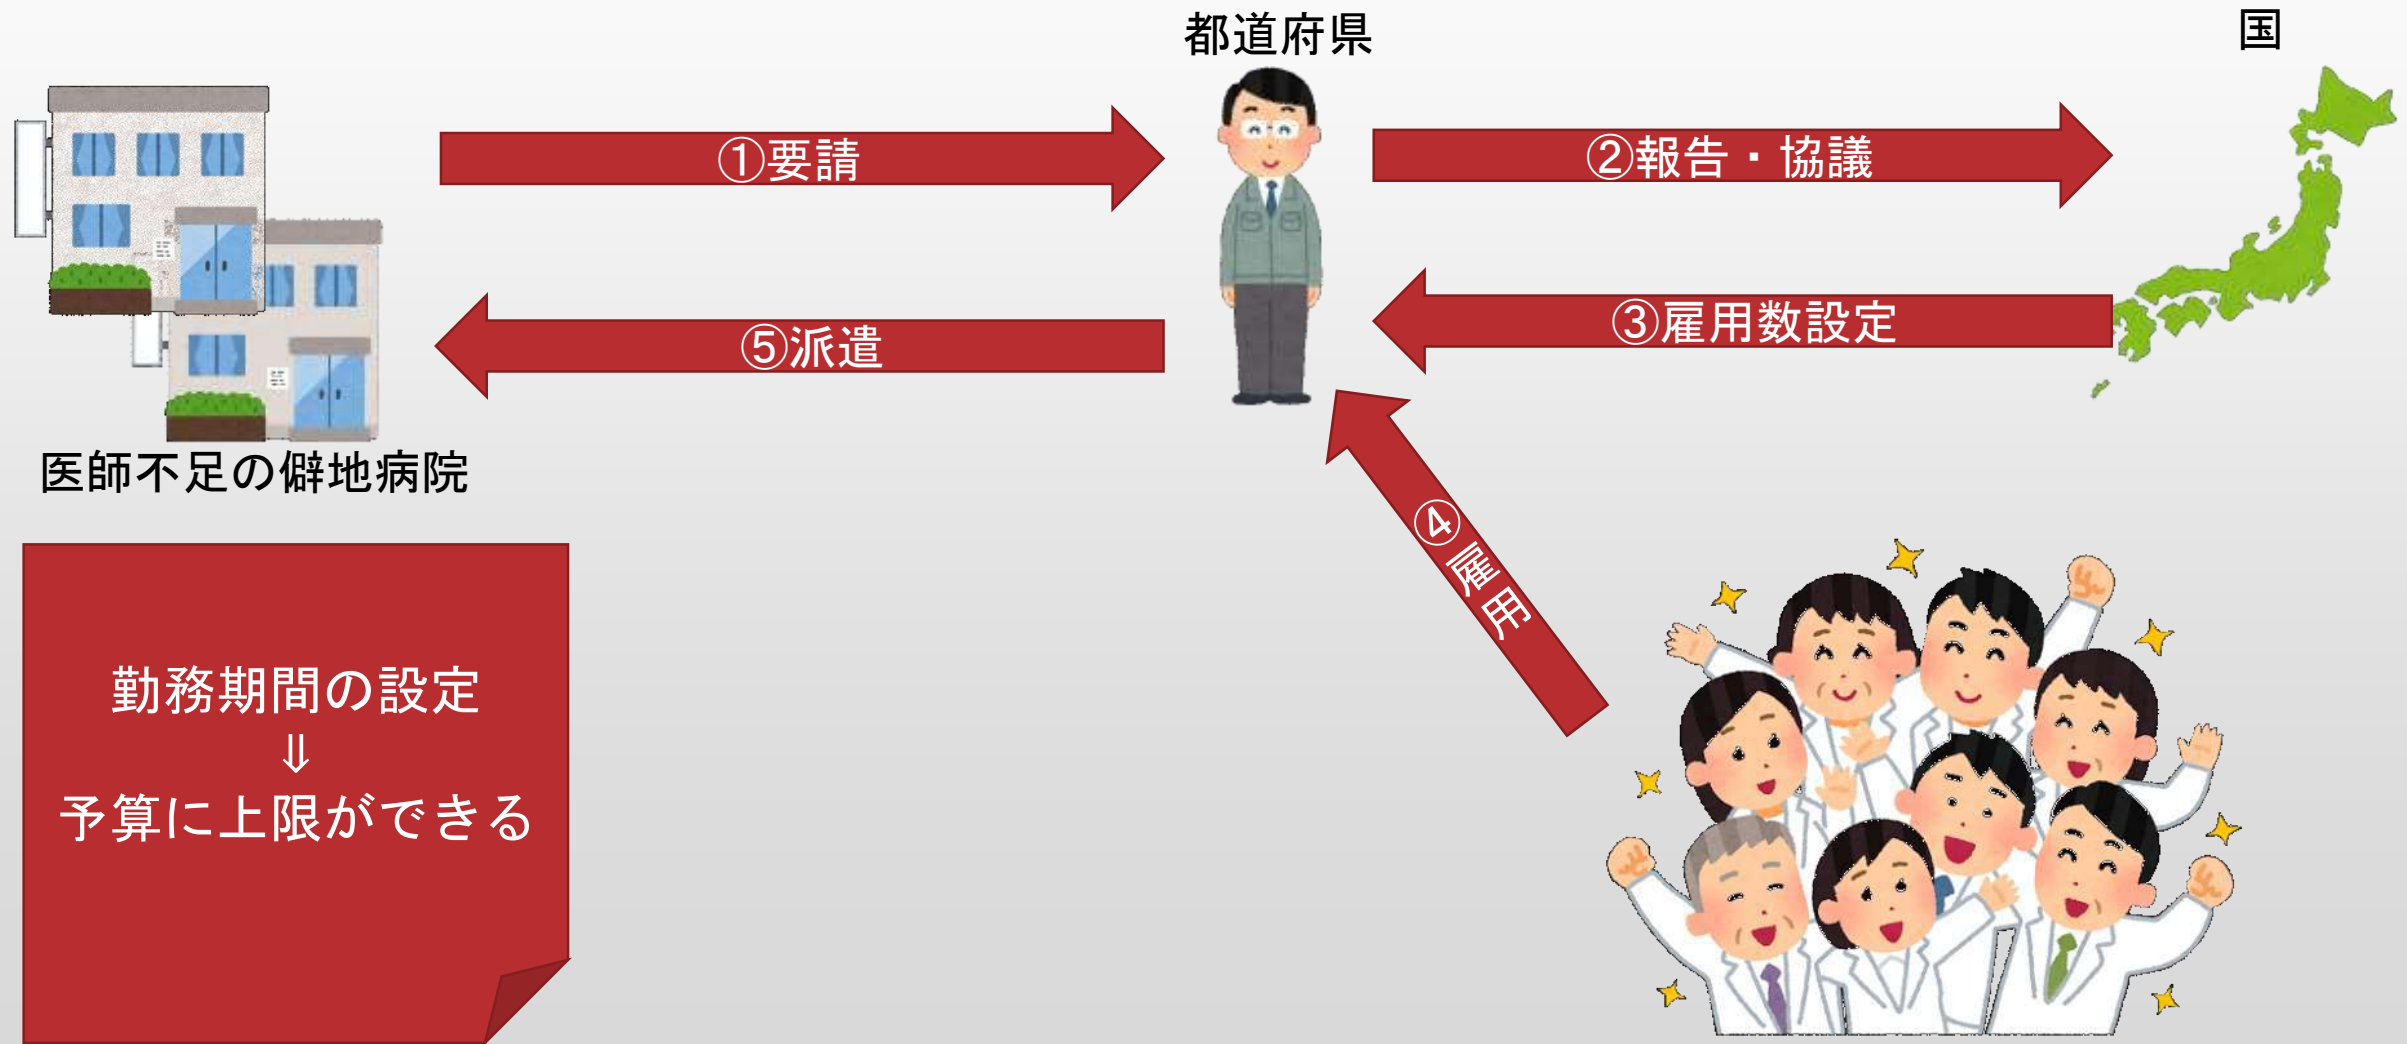 都道府県
国
①要請
②報告・協議
③雇用数設定
⑤派遣
医師不足の僻地病院
④雇用
勤務期間の設定
⇓
予算に上限ができる